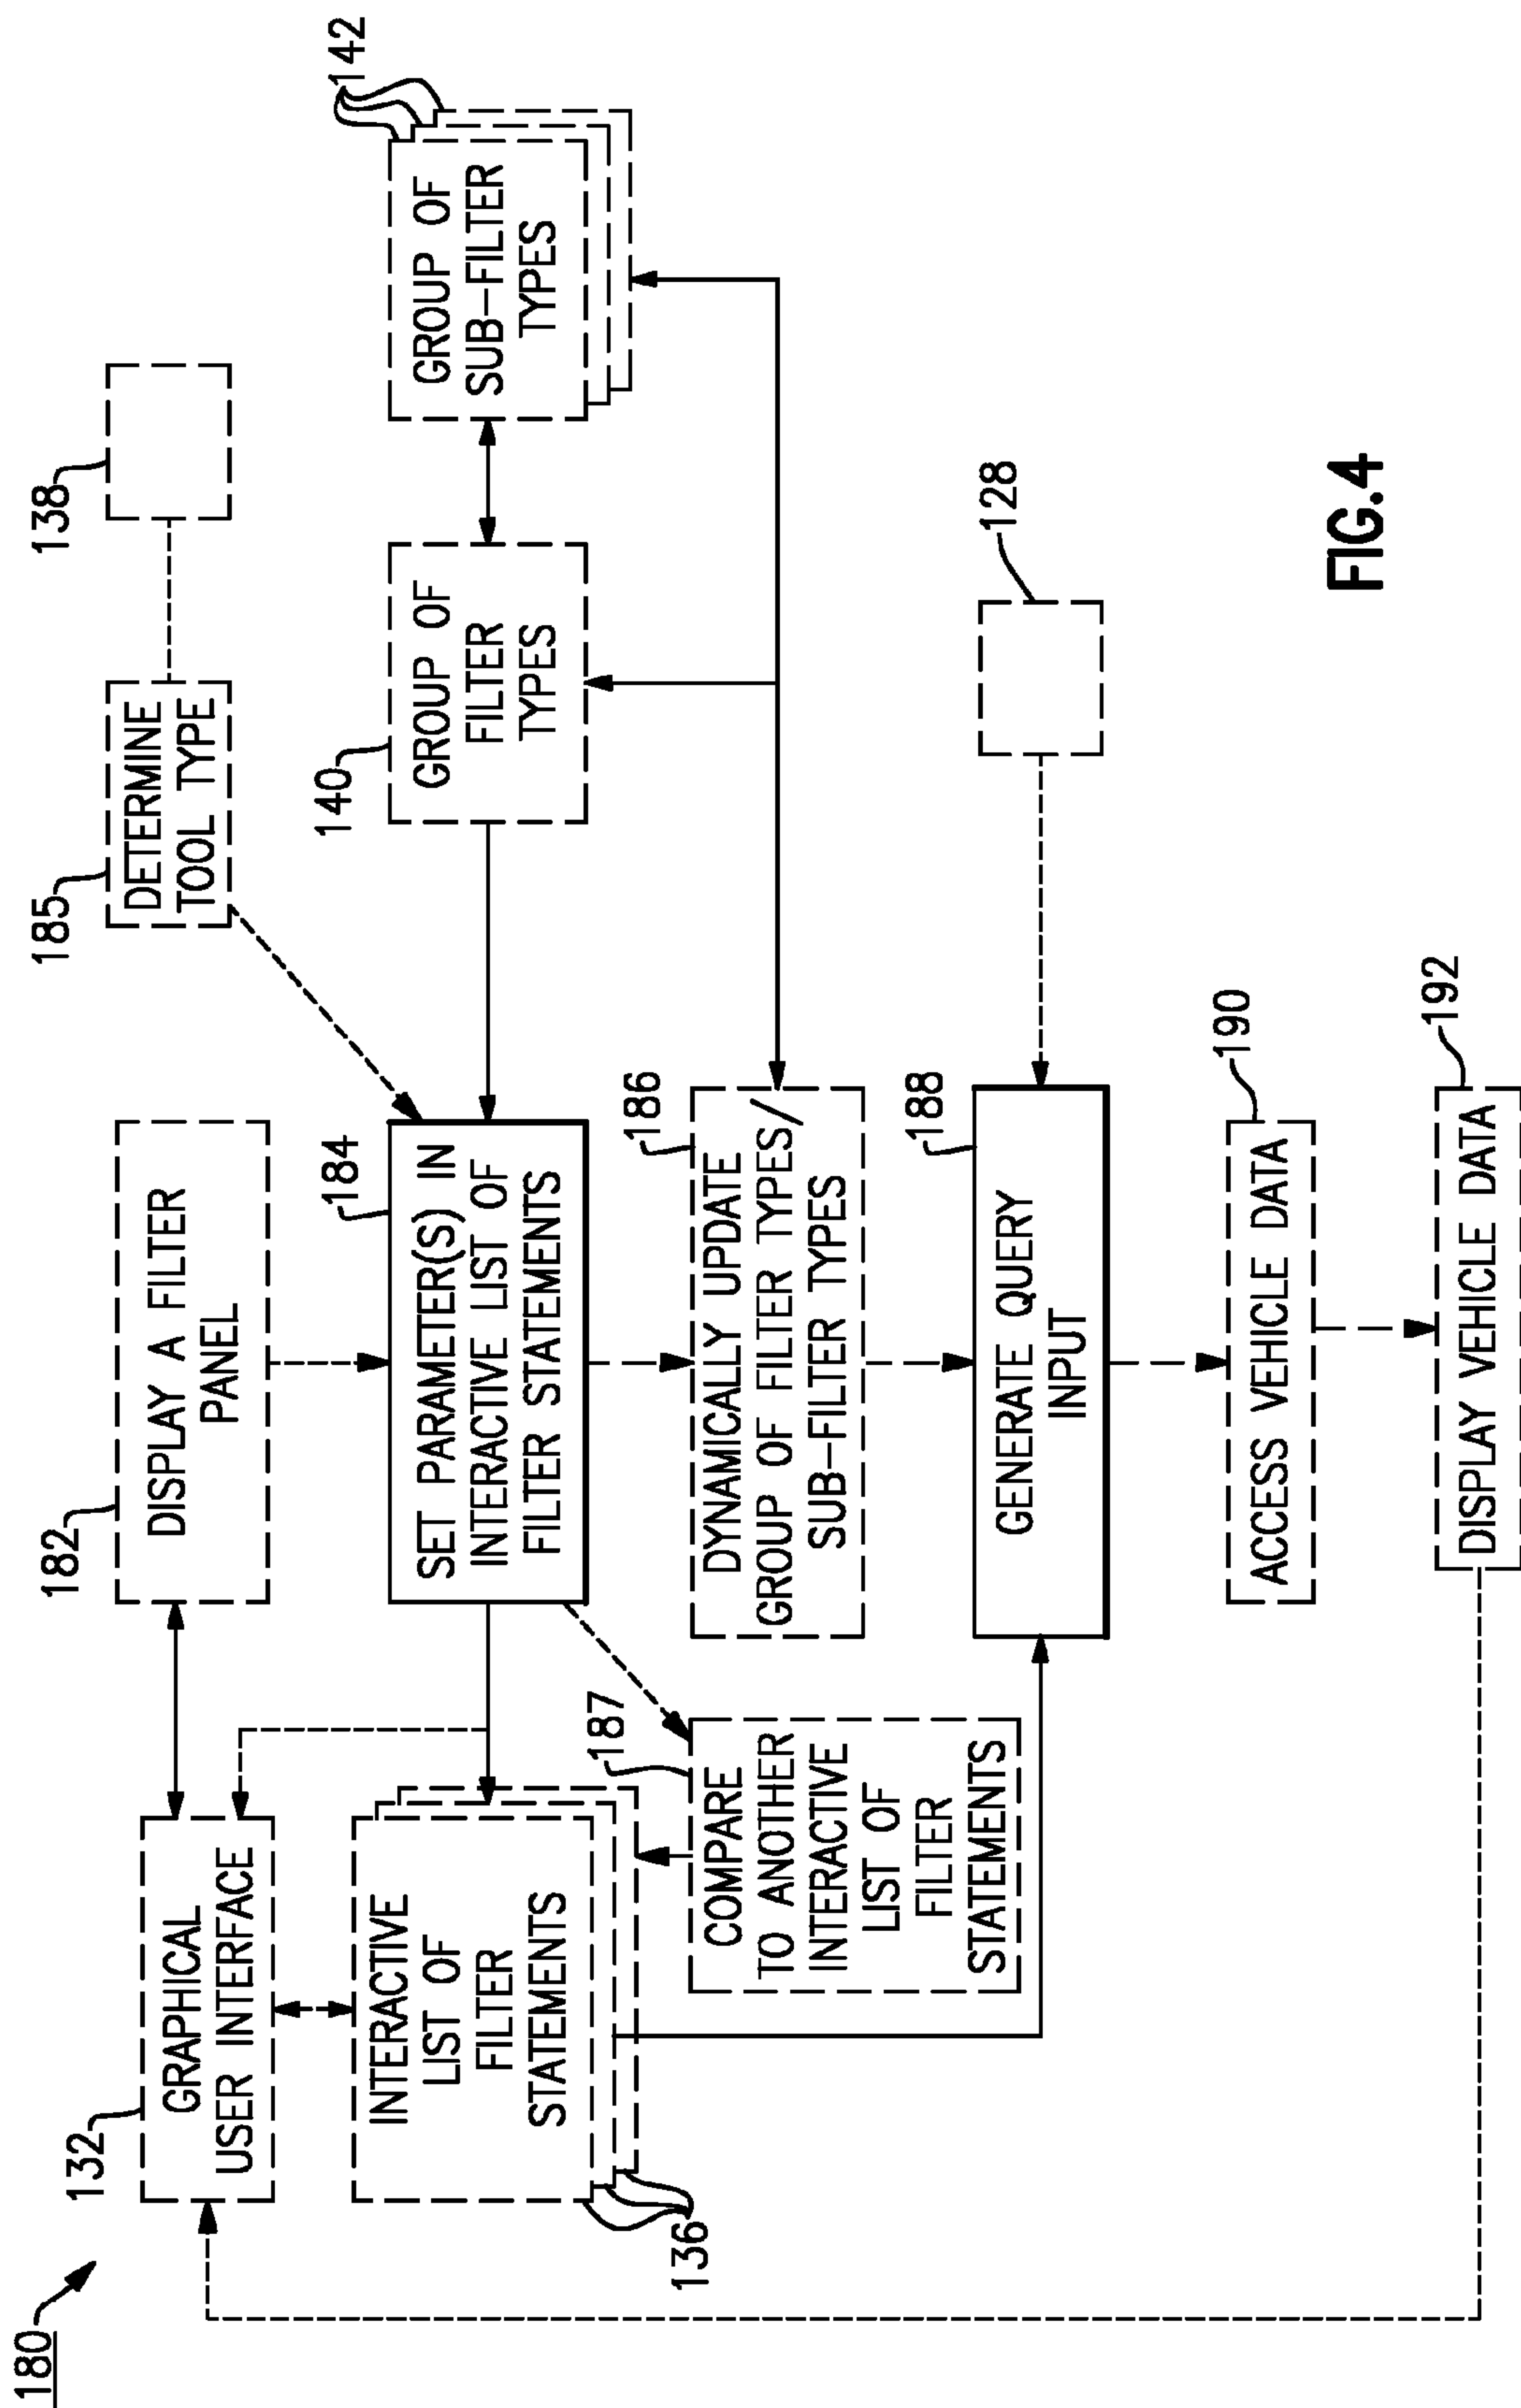 180
132
GRAPHICAL
USER INTERFACE
182
DISPLAY A FILTER
PANEL
185
DETERMINE
TOOL TYPE
138
136
INTERACTIVE
LIST OF
FILTER
STATEMENTS
184
SET PARAMETER(S) IN
INTERACTIVE LIST OF
FILTER STATEMENTS
140
GROUP OF
FILTER
TYPES
142
GROUP OF
SUB-FILTER
TYPES
187
COMPARE
TO ANOTHER
INTERACTIVE
LIST OF
FILTER
STATEMENTS
186
DYNAMICALLY UPDATE
GROUP OF FILTER TYPES/
SUB-FILTER TYPES
188
GENERATE QUERY
INPUT
128
190
ACCESS VEHICLE DATA
192
DISPLAY VEHICLE DATA
FIG.4